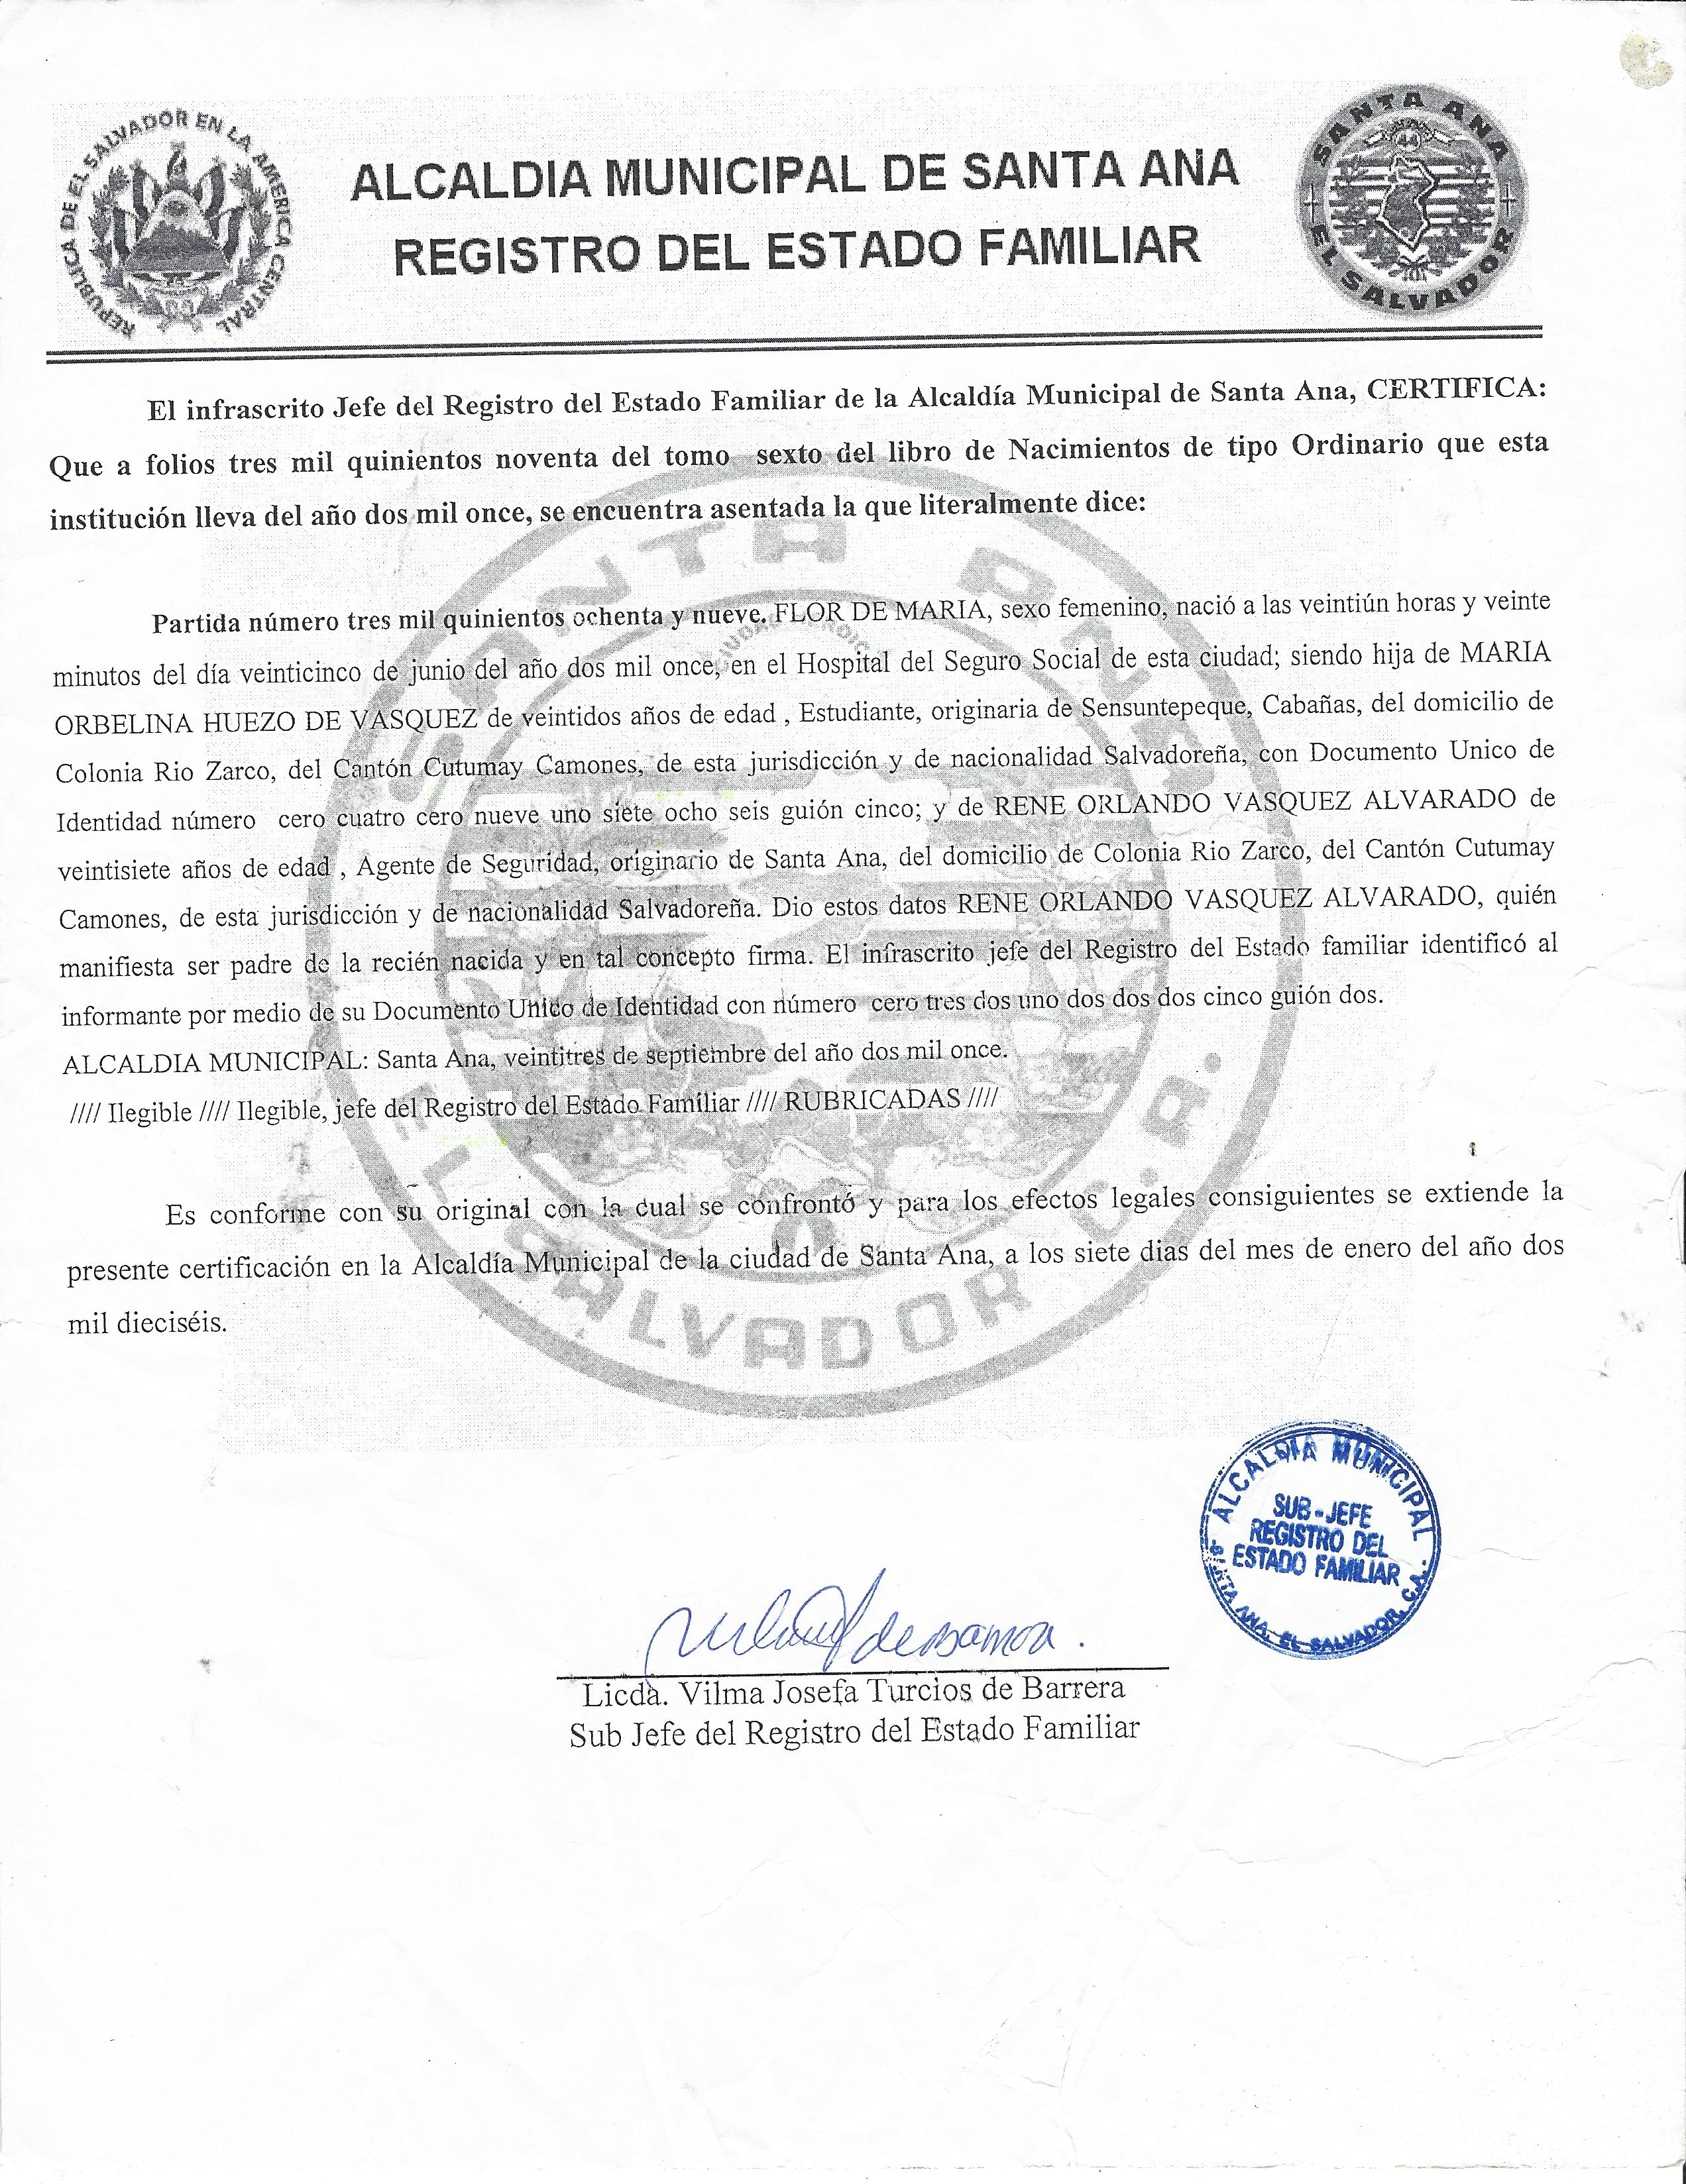 REPUBLICA DE EL SALVADOR EN LA AMERICA CENTRAL
ALCALDIA MUNICIPAL DE SANTA ANA
REGISTRO DEL ESTADO FAMILIAR
SANTA ANA
44
EL SALVADOR
El infrascrito Jefe del Registro del Estado Familiar de la Alcaldía Municipal de Santa Ana, CERTIFICA:
Que a folios tres mil quinientos noventa del tomo sexto del libro de Nacimientos de tipo Ordinario que esta
institución lleva del año dos mil once, se encuentra asentada la que literalmente dice:
Partida número tres mil quinientos ochenta y nueve. FLOR DE MARIA, sexo femenino, nació a las veintiún horas y veinte
minutos del día veinticinco de junio del año dos mil once, en el Hospital del Seguro Social de esta ciudad; siendo hija de MARIA
ORBELINA HUEZO DE VASQUEZ de veintidos años de edad , Estudiante, originaria de Sensuntepeque, Cabañas, del domicilio de
Colonia Rio Zarco, del Cantón Cutumay Camones, de esta jurisdicción y de nacionalidad Salvadoreña, con Documento Unico de
Identidad número cero cuatro cero nueve uno siete ocho seis guión cinco; y de RENE ORLANDO VASQUEZ ALVARADO de
veintisiete años de edad , Agente de Seguridad, originario de Santa Ana, del domicilio de Colonia Rio Zarco, del Cantón Cutumay
Camones, de esta jurisdicción y de nacionalidad Salvadoreña. Dio estos datos RENE ORLANDO VASQUEZ ALVARADO, quién
manifiesta ser padre de la recién nacida y en tal concepto firma. El infrascrito jefe del Registro del Estado familiar identificó al
informante por medio de su Documento Unico de Identidad con número cero tres dos uno dos dos dos cinco guión dos.
ALCALDIA MUNICIPAL: Santa Ana, veintitres de septiembre del año dos mil once.
//// Ilegible //// Ilegible, jefe del Registro del Estado Familiar //// RUBRICADAS ////
Es conforme con su original con la cual se confrontó y para los efectos legales consiguientes se extiende la
presente certificación en la Alcaldía Municipal de la ciudad de Santa Ana, a los siete dias del mes de enero del año dos
mil dieciséis.
ALCALDIA MUNICIPAL
SUB-JEFE
REGISTRO DEL
ESTADO FAMILIAR
SANTA ANA, EL SALVADOR, C.A.
Licda. Vilma Josefa Turcios de Barrera
Sub Jefe del Registro del Estado Familiar